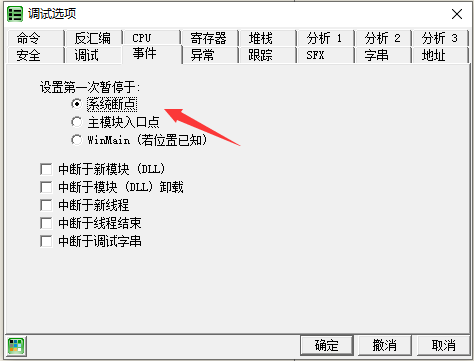 调试选项
命令 反汇编 CPU 寄存器 堆栈 分析 1 分析 2 分析 3
安全 调试 事件 异常 跟踪 SFX 字串 地址
设置第一次暂停于:
系统断点
主模块入口点
WinMain (若位置已知)
中断于新模块 (DLL)
中断于模块 (DLL) 卸载
中断于新线程
中断于线程结束
中断于调试字串
确定 撤消 取消